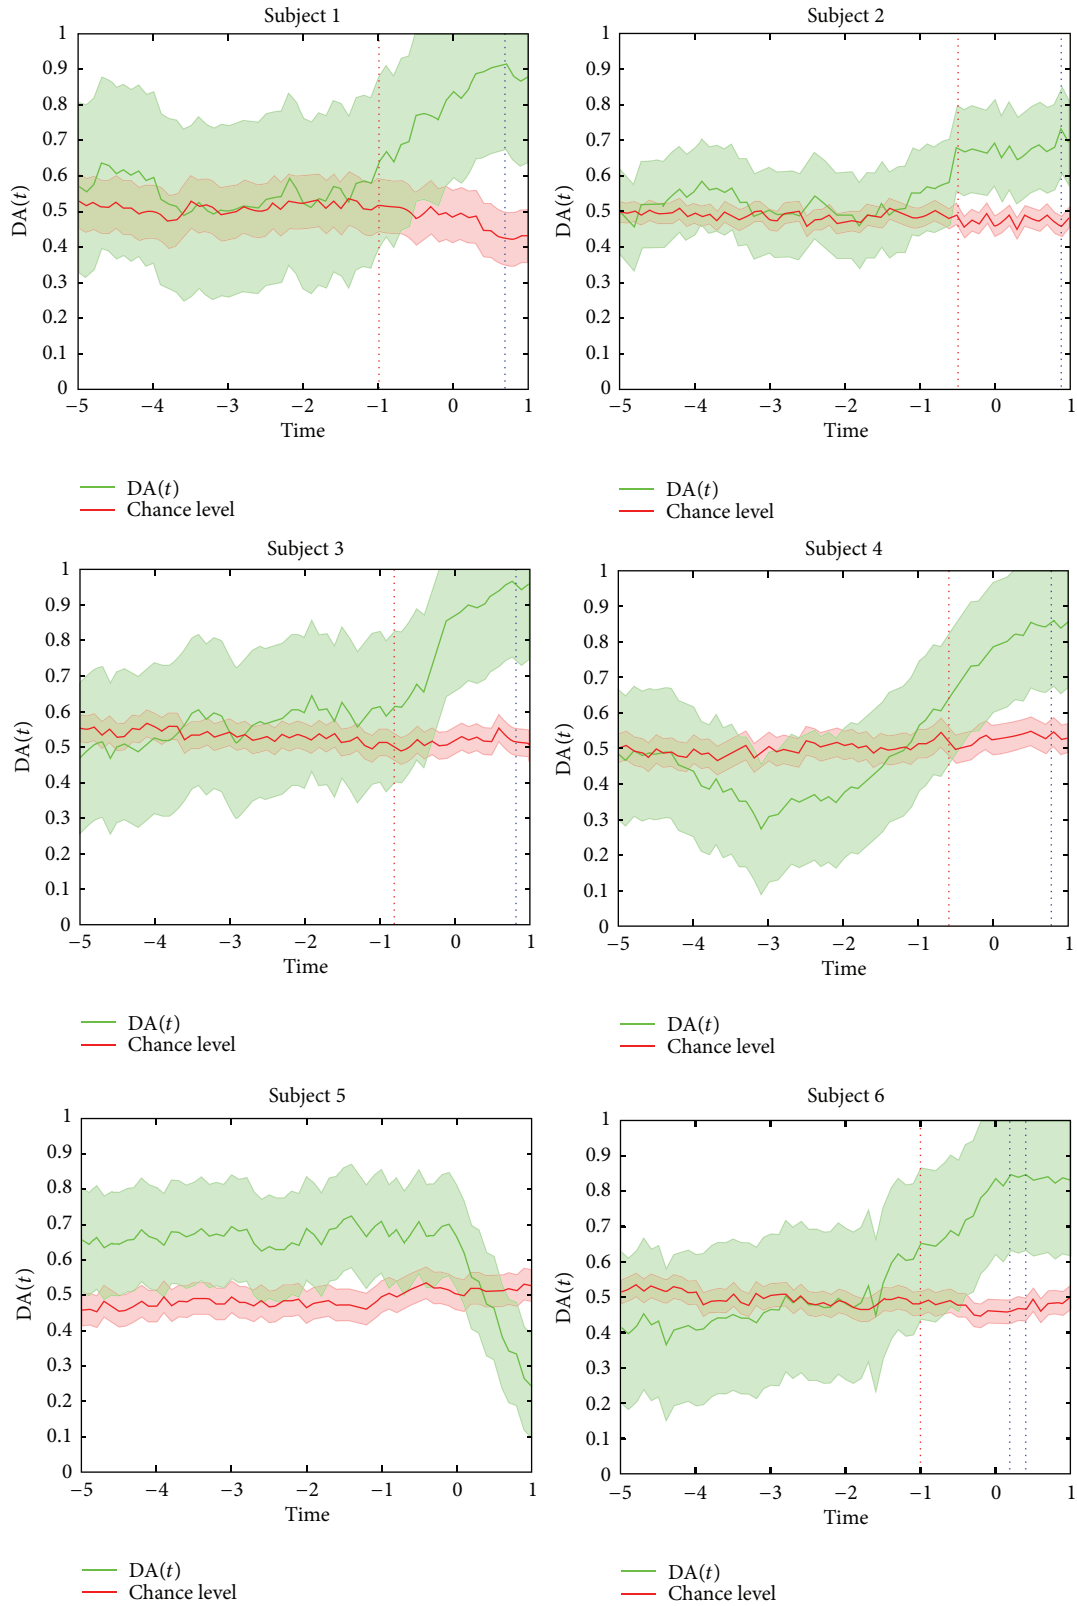 Subject 1
1
0.9
0.8
0.7
0.6
0.5
0.4
0.3
0.2
0.1
0
DA(t)
−5 −4 −3 −2 −1 0 1
Time
DA(t)
Chance level
Subject 2
1
0.9
0.8
0.7
0.6
0.5
0.4
0.3
0.2
0.1
0
DA(t)
−5 −4 −3 −2 −1 0 1
Time
DA(t)
Chance level
Subject 3
1
0.9
0.8
0.7
0.6
0.5
0.4
0.3
0.2
0.1
0
DA(t)
−5 −4 −3 −2 −1 0 1
Time
DA(t)
Chance level
Subject 4
1
0.9
0.8
0.7
0.6
0.5
0.4
0.3
0.2
0.1
0
DA(t)
−5 −4 −3 −2 −1 0 1
Time
DA(t)
Chance level
Subject 5
1
0.9
0.8
0.7
0.6
0.5
0.4
0.3
0.2
0.1
0
DA(t)
−5 −4 −3 −2 −1 0 1
Time
DA(t)
Chance level
Subject 6
1
0.9
0.8
0.7
0.6
0.5
0.4
0.3
0.2
0.1
0
DA(t)
−5 −4 −3 −2 −1 0 1
Time
DA(t)
Chance level